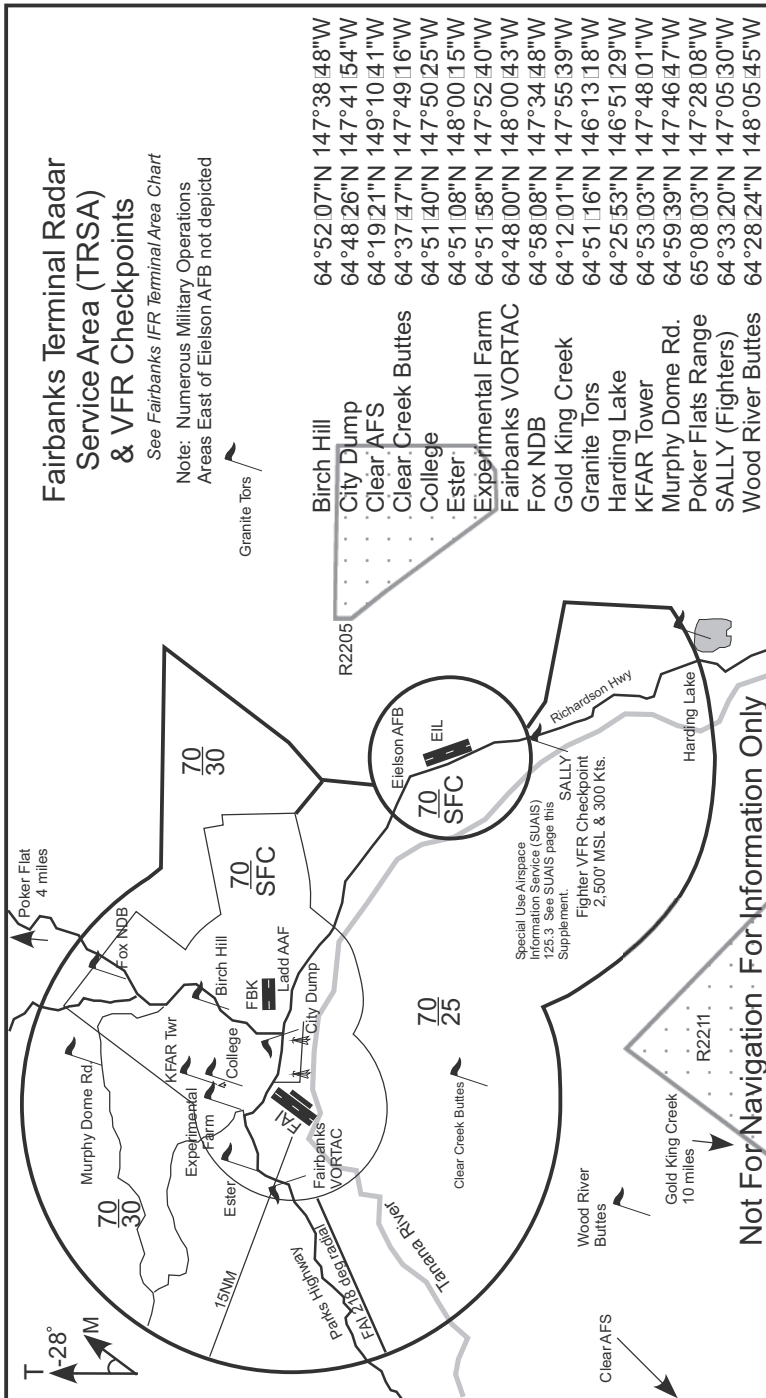 Fairbanks Terminal Radar
Service Area (TRSA)
& VFR Checkpoints
See Fairbanks IFR Terminal Area Chart
Note: Numerous Military Operations
Areas East of Eielson AFB not depicted
T
-28°
M
Poker Flat
4 miles
Fox NDB
Murphy Dome Rd.
70
30
70
30
KFAR Twr
Birch Hill
70
SFC
Experimental
Farm
College
FBK
Ladd AAF
Ester
City Dump
FAI
Fairbanks
VORTAC
15NM
Parks Highway
FAI 218 deg radial
Tanana River
Granite Tors
R2205
Eielson AFB
EIL
70
SFC
70
25
Clear Creek Buttes
Special Use Airspace
Information Service (SUAIS)
125.3 See SUAIS page this
Supplement.
SALLY
Fighter VFR Checkpoint
2,500' MSL & 300 Kts.
Richardson Hwy
Harding Lake
Wood River
Buttes
Gold King Creek
10 miles
R2211
Clear AFS
Birch Hill 64°52'07"N 147°38'48"W
City Dump 64°48'26"N 147°41'54"W
Clear AFS 64°19'21"N 149°10'41"W
Clear Creek Buttes 64°37'47"N 147°49'16"W
College 64°51'40"N 147°50'25"W
Ester 64°51'08"N 148°00'15"W
Experimental Farm 64°51'58"N 147°52'40"W
Fairbanks VORTAC 64°48'00"N 148°00'43"W
Fox NDB 64°58'08"N 147°34'48"W
Gold King Creek 64°12'01"N 147°55'39"W
Granite Tors 64°51'16"N 146°13'18"W
Harding Lake 64°25'53"N 146°51'29"W
KFAR Tower 64°53'03"N 147°48'01"W
Murphy Dome Rd. 64°59'39"N 147°46'47"W
Poker Flats Range 65°08'03"N 147°28'08"W
SALLY (Fighters) 64°33'20"N 147°05'30"W
Wood River Buttes 64°28'24"N 148°05'45"W
Not For Navigation For Information Only